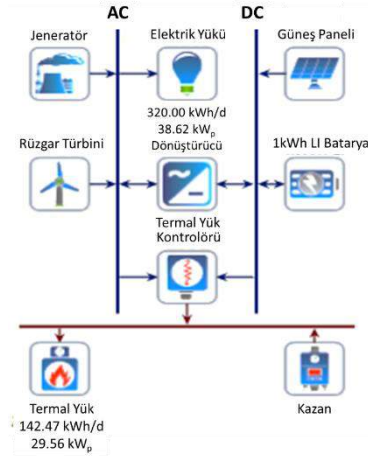 AC
DC
Jeneratör
Elektrik Yükü
Güneş Paneli
320.00 kWh/d
38.62 kWp
Rüzgar Türbini
Dönüştürücü
1kWh LI Batarya
Termal Yük
Kontrolörü
Termal Yük
142.47 kWh/d
29.56 kWp
Kazan